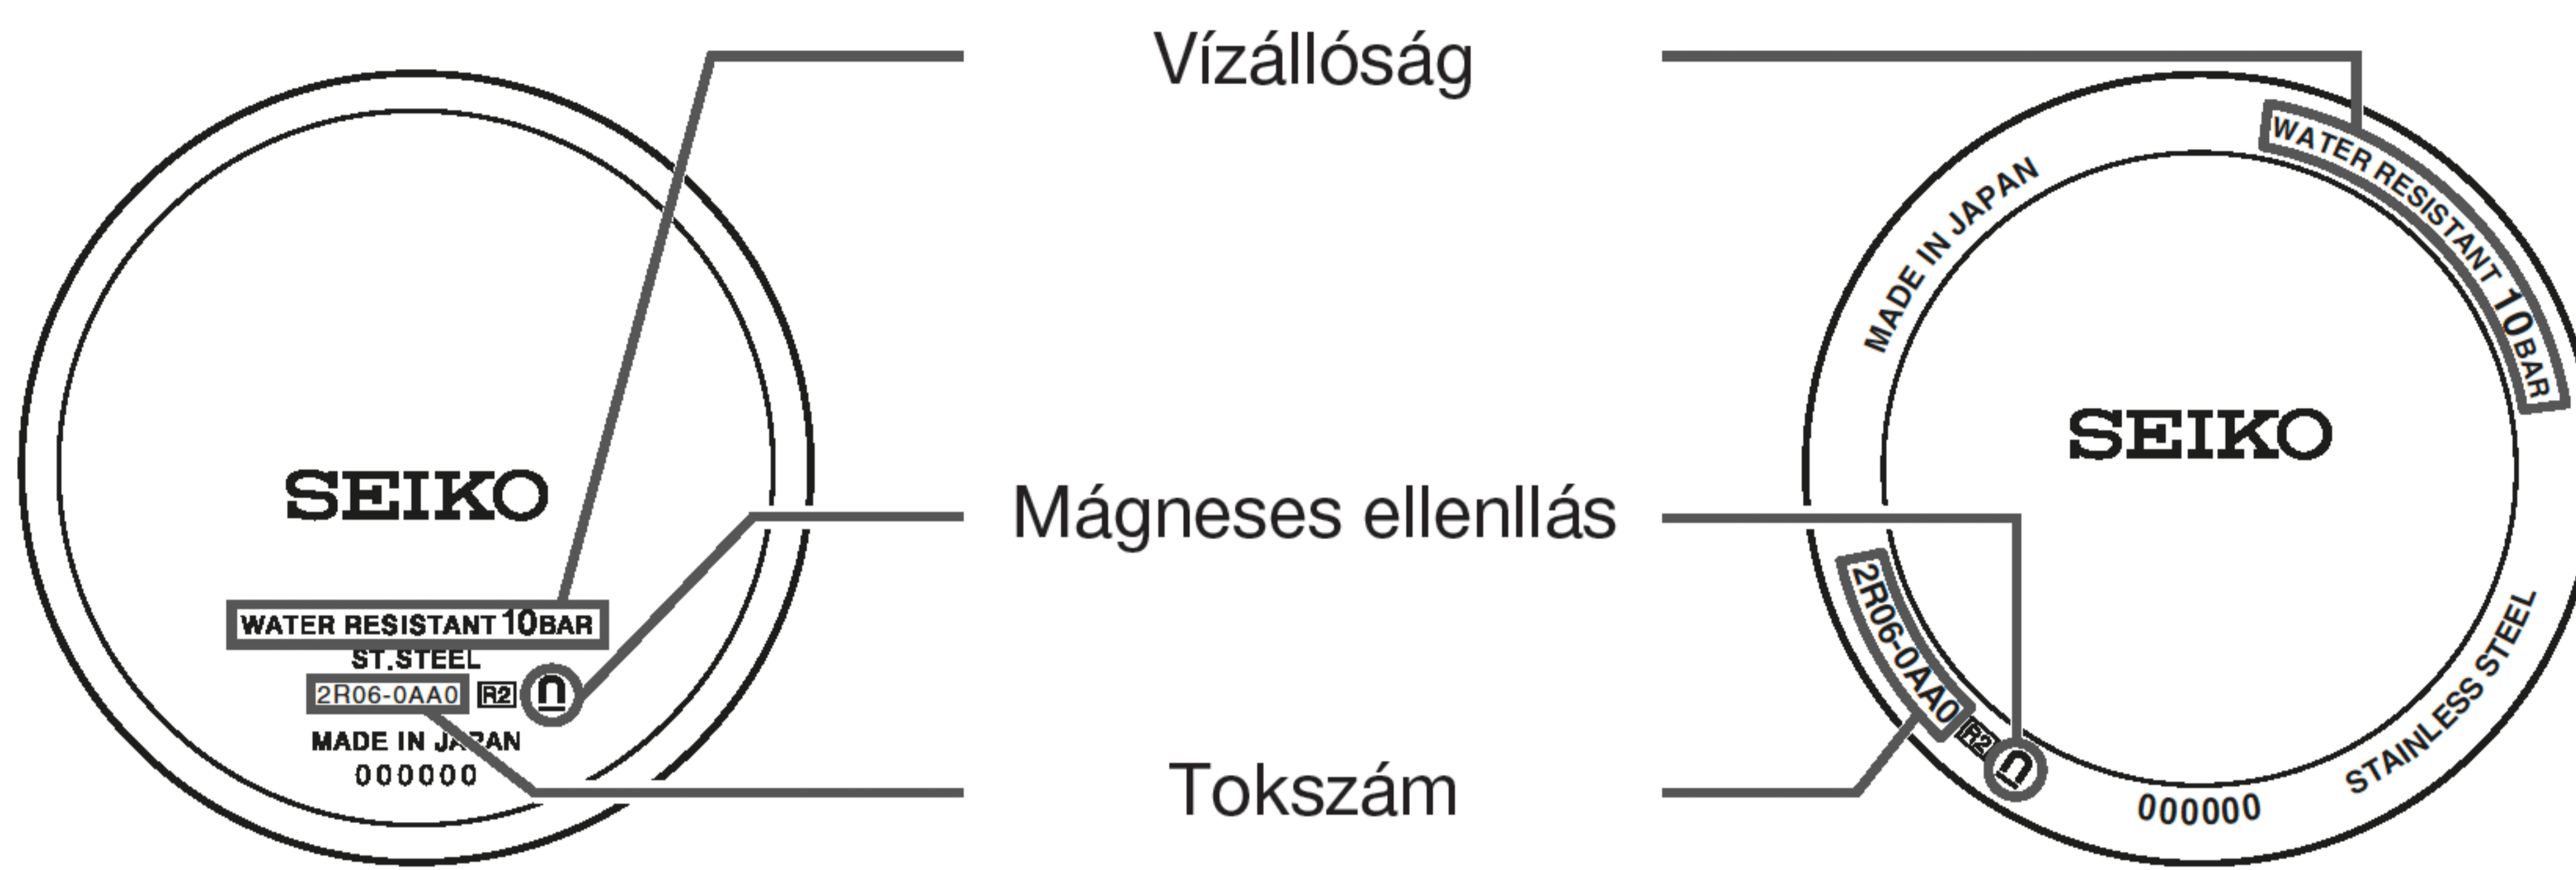 Vízállóság
Mágneses ellenllás
Tokszám
SEIKO
WATER RESISTANT 10BAR
ST.STEEL
2R06-0AA0 R2 n
MADE IN JAPAN
000000
MADE IN JAPAN
WATER RESISTANT 10BAR
SEIKO
2R06-0AA0 R2 n
000000
STAINLESS STEEL